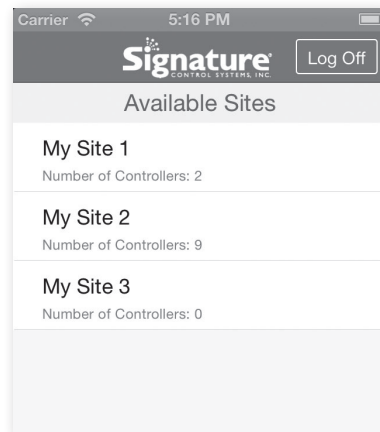 Carrier 5:16 PM
Signature®
CONTROL SYSTEMS, INC.
Log Off
Available Sites
My Site 1
Number of Controllers: 2
My Site 2
Number of Controllers: 9
My Site 3
Number of Controllers: 0